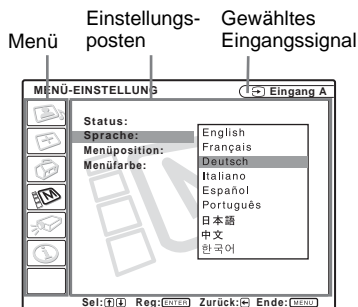 Menü
Einstellungs-
posten
Gewähltes
Eingangssignal
MENÜ-EINSTELLUNG
Eingang A
Status:
Sprache:
Menüposition:
Menüfarbe:
English
Français
Deutsch
Italiano
Español
Português
日本語
中文
한국어
Sel: Reg:ENTER Zurück: Ende:MENU